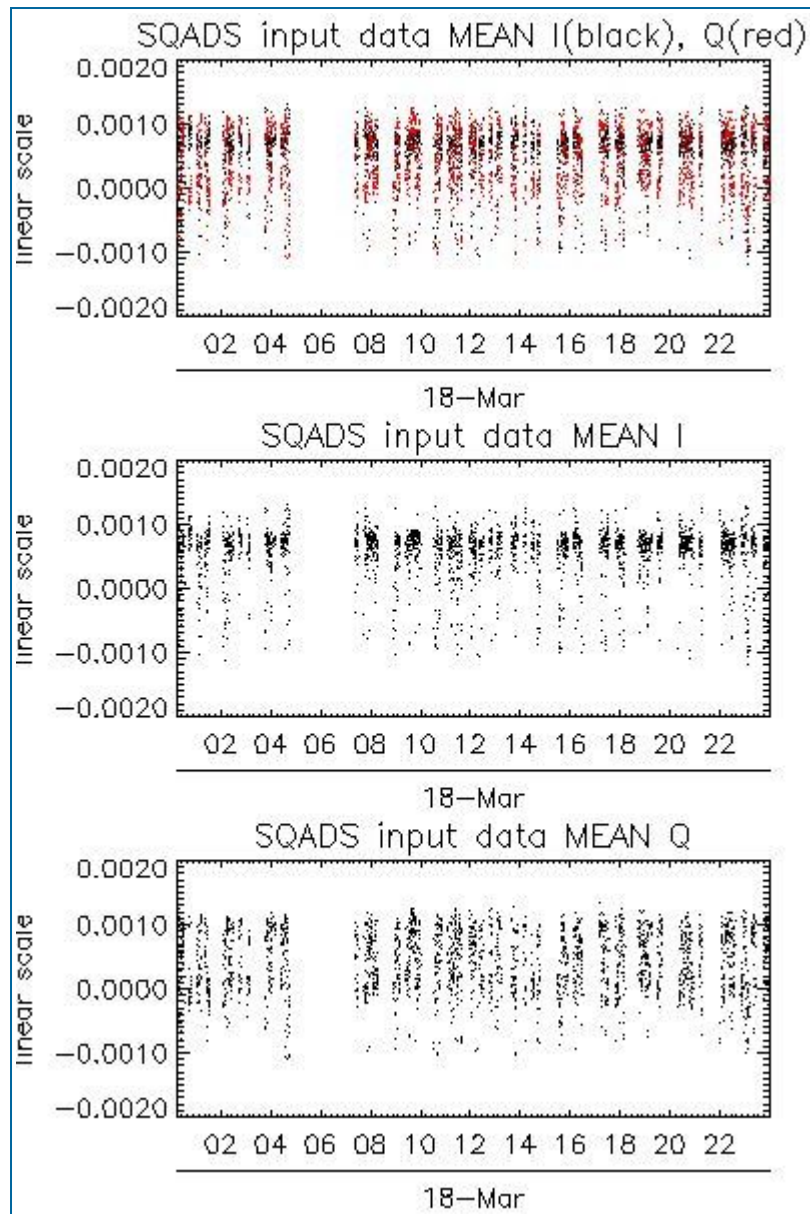 SQADS input data MEAN I(black), Q(red)
linear scale
0.0020
0.0010
0.0000
−0.0010
−0.0020
02 04 06 08 10 12 14 16 18 20 22
18−Mar
SQADS input data MEAN I
linear scale
0.0020
0.0010
0.0000
−0.0010
−0.0020
02 04 06 08 10 12 14 16 18 20 22
18−Mar
SQADS input data MEAN Q
linear scale
0.0020
0.0010
0.0000
−0.0010
−0.0020
02 04 06 08 10 12 14 16 18 20 22
18−Mar